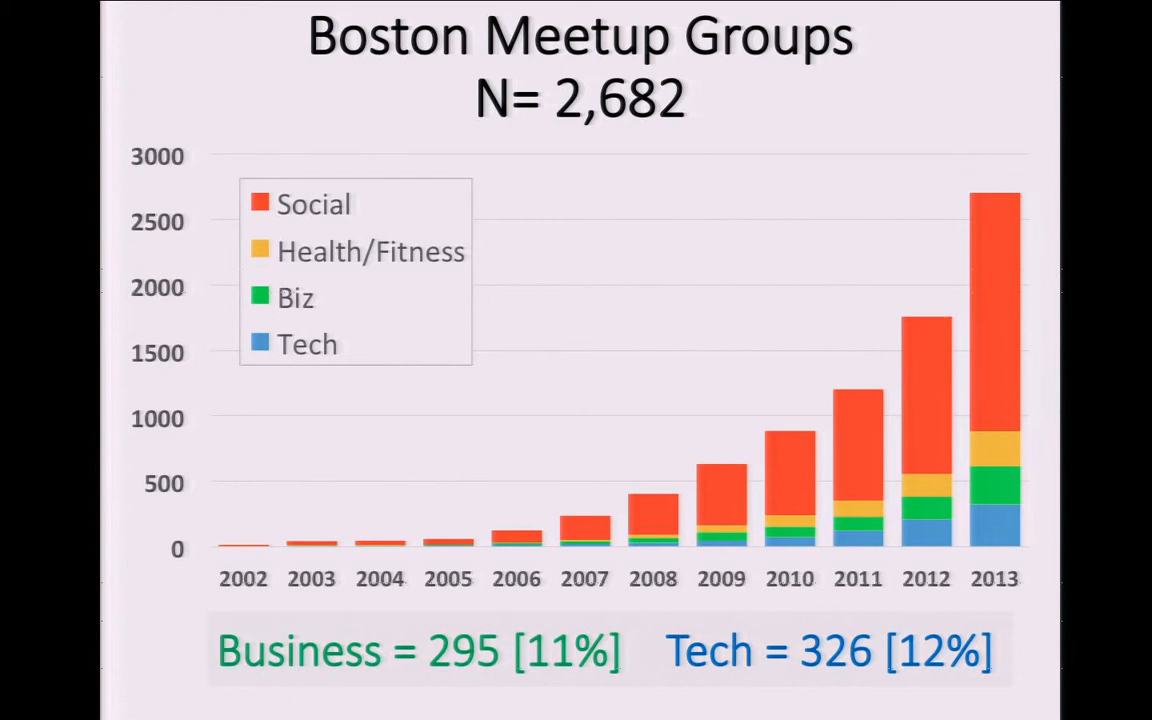 Boston Meetup Groups
N= 2,682
3000
2500
2000
1500
1000
500
0
Social
Health/Fitness
Biz
Tech
2002 2003 2004 2005 2006 2007 2008 2009 2010 2011 2012 2013
Business = 295 [11%] Tech = 326 [12%]